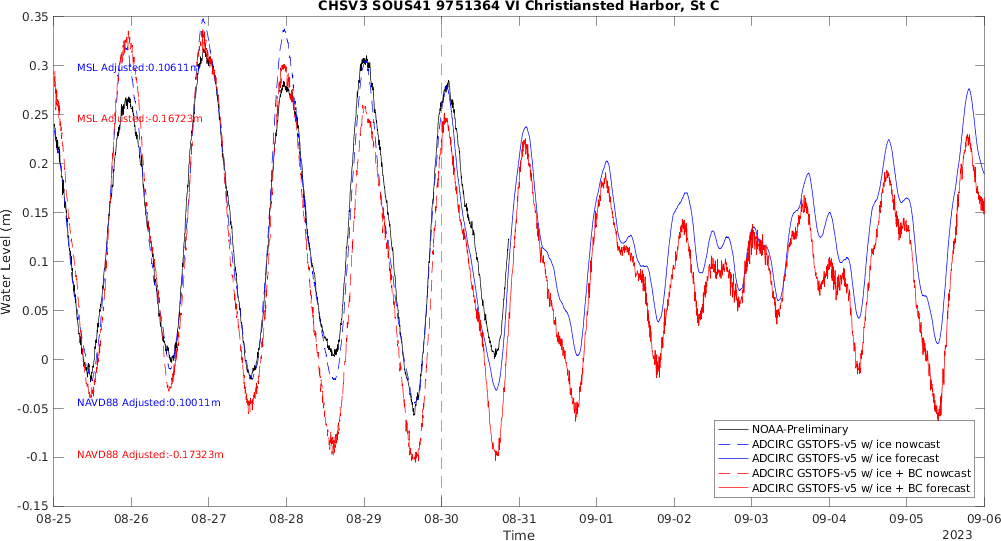 CHSV3 SOUS41 9751364 VI Christiansted Harbor, St C
0.35
0.3
0.25
0.2
0.15
0.1
0.05
0
-0.05
-0.1
-0.15
Water Level (m)
MSL Adjusted:0.10611m
MSL Adjusted:-0.16723m
NAVD88 Adjusted:0.10011m
NAVD88 Adjusted:-0.17323m
NOAA-Preliminary
ADCIRC GSTOFS-v5 w/ ice nowcast
ADCIRC GSTOFS-v5 w/ ice forecast
ADCIRC GSTOFS-v5 w/ ice + BC nowcast
ADCIRC GSTOFS-v5 w/ ice + BC forecast
08-25 08-26 08-27 08-28 08-29 08-30 08-31 09-01 09-02 09-03 09-04 09-05 09-06
Time
2023